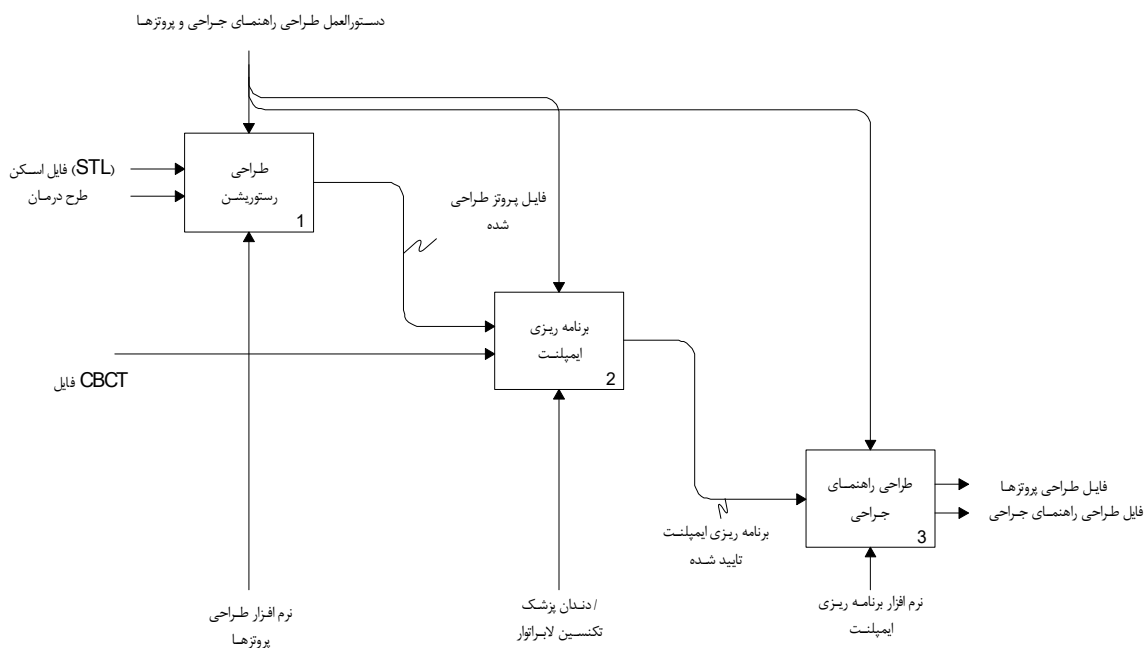 دستورالعمل طراحی راهنمای جراحی و پروتزها
طراحی
رستوریشن
1
(STL) فایل اسکن
طرح درمان
فایل پروتز طراحی
شده
برنامه ریزی
ایمپلنت
2
فایل CBCT
طراحی راهنمای
جراحی
3
فایل طراحی پروتزها
فایل طراحی راهنمای جراحی
برنامه ریزی ایمپلنت
تایید شده
نرم افزار طراحی
پروتزها
دندان پزشک /
تکنسین لابراتوار
نرم افزار برنامه ریزی
ایمپلنت